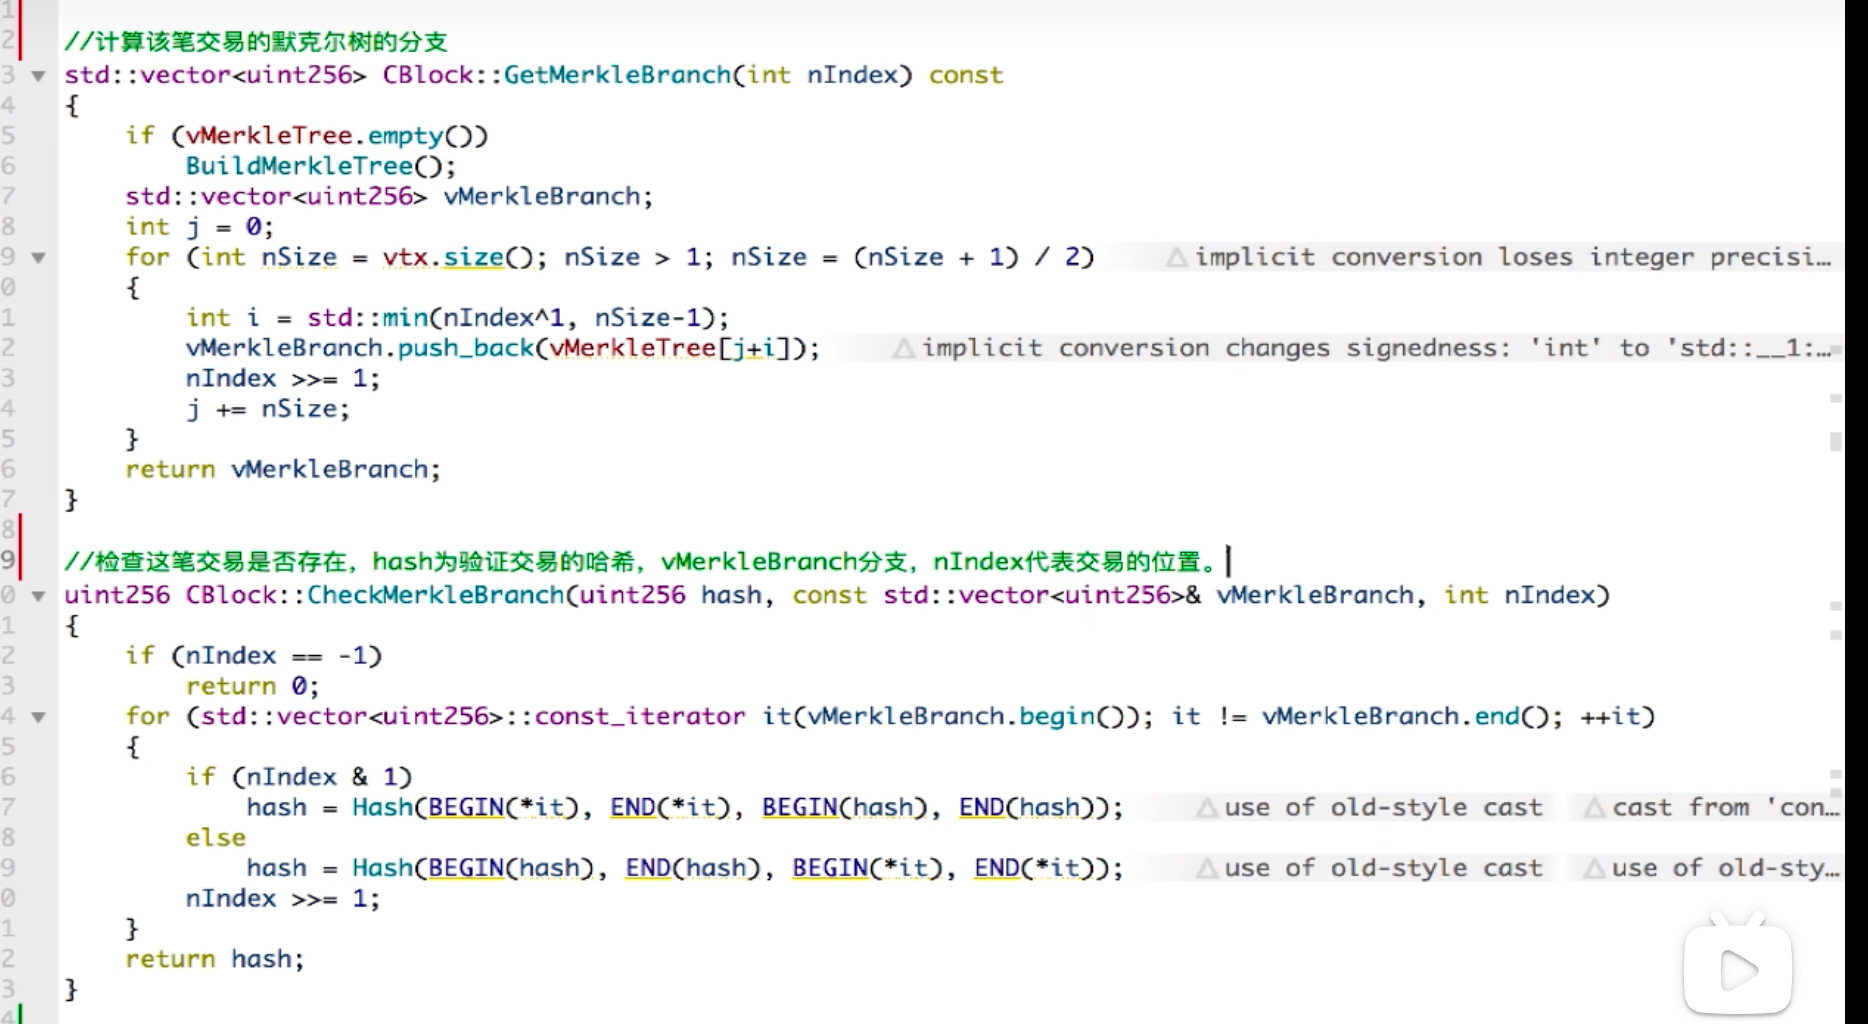 1
2 //计算该笔交易的默克尔树的分支
3 ▼ std::vector<uint256> CBlock::GetMerkleBranch(int nIndex) const
4 {
5 if (vMerkleTree.empty())
6 BuildMerkleTree();
7 std::vector<uint256> vMerkleBranch;
8 int j = 0;
9 ▼ for (int nSize = vtx.size(); nSize > 1; nSize = (nSize + 1) / 2) implicit conversion loses integer precisi...
0 {
1 int i = std::min(nIndex^1, nSize-1);
2 vMerkleBranch.push_back(vMerkleTree[j+i]); implicit conversion changes signedness: 'int' to 'std::__1:...
3 nIndex >>= 1;
4 j += nSize;
5 }
6 return vMerkleBranch;
7 }
8
9 //检查这笔交易是否存在，hash为验证交易的哈希，vMerkleBranch分支，nIndex代表交易的位置。
0 ▼ uint256 CBlock::CheckMerkleBranch(uint256 hash, const std::vector<uint256>& vMerkleBranch, int nIndex)
1 {
2 if (nIndex == -1)
3 return 0;
4 ▼ for (std::vector<uint256>::const_iterator it(vMerkleBranch.begin()); it != vMerkleBranch.end(); ++it)
5 {
6 if (nIndex & 1)
7 hash = Hash(BEGIN(*it), END(*it), BEGIN(hash), END(hash)); use of old-style cast cast from 'con...
8 else
9 hash = Hash(BEGIN(hash), END(hash), BEGIN(*it), END(*it)); use of old-style cast use of old-sty...
0 nIndex >>= 1;
1 }
2 return hash;
3 }
4